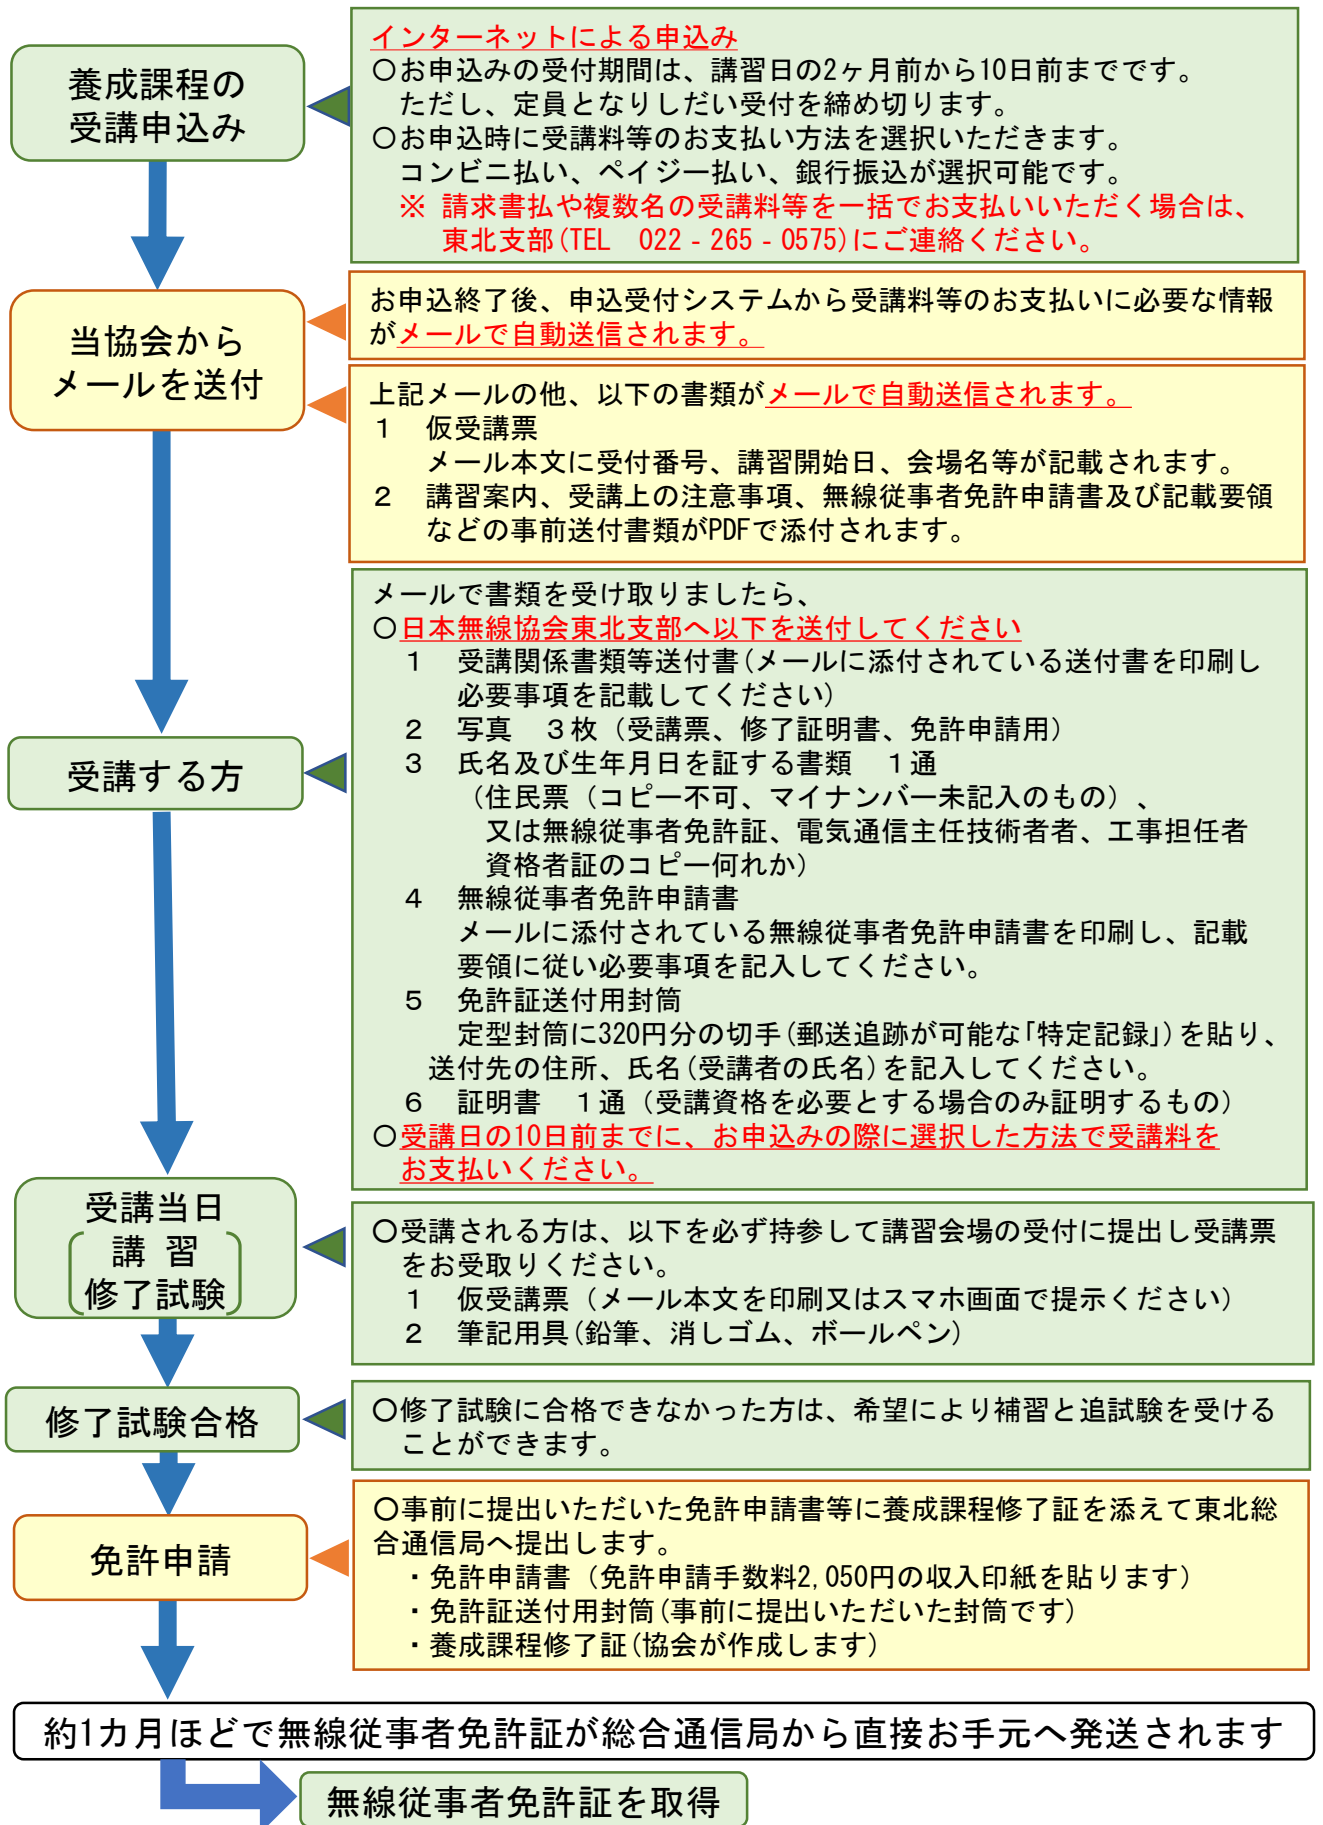 養成課程の
受講申込み
インターネットによる申込み
〇お申込みの受付期間は、講習日の2ヶ月前から10日前までです。
ただし、定員となりしだい受付を締め切ります。
〇お申込時に受講料等のお支払い方法を選択いただきます。
コンビニ払い、ペイジー払い、銀行振込が選択可能です。
※ 請求書払や複数名の受講料等を一括でお支払いいただく場合は、
東北支部(TEL 022‐265‐0575)にご連絡ください。
当協会から
メールを送付
お申込終了後、申込受付システムから受講料等のお支払いに必要な情報
がメールで自動送信されます。
上記メールの他、以下の書類がメールで自動送信されます。
1 仮受講票
メール本文に受付番号、講習開始日、会場名等が記載されます。
2 講習案内、受講上の注意事項、無線従事者免許申請書及び記載要領
などの事前送付書類がPDFで添付されます。
受講する方
メールで書類を受け取りましたら、
〇日本無線協会東北支部へ以下を送付してください
1 受講関係書類等送付書(メールに添付されている送付書を印刷し
必要事項を記載してください)
2 写真 3枚(受講票、修了証明書、免許申請用)
3 氏名及び生年月日を証する書類 1通
(住民票(コピー不可、マイナンバー未記入のもの)、
又は無線従事者免許証、電気通信主任技術者者、工事担任者
資格者証のコピー何れか)
4 無線従事者免許申請書
メールに添付されている無線従事者免許申請書を印刷し、記載
要領に従い必要事項を記入してください。
5 免許証送付用封筒
定型封筒に320円分の切手(郵送追跡が可能な「特定記録」)を貼り、
送付先の住所、氏名(受講者の氏名)を記入してください。
6 証明書 1通(受講資格を必要とする場合のみ証明するもの)
〇受講日の10日前までに、お申込みの際に選択した方法で受講料を
お支払いください。
受講当日
講 習
修了試験
〇受講される方は、以下を必ず持参して講習会場の受付に提出し受講票
をお受取りください。
1 仮受講票(メール本文を印刷又はスマホ画面で提示ください)
2 筆記用具(鉛筆、消しゴム、ボールペン)
修了試験合格
〇修了試験に合格できなかった方は、希望により補習と追試験を受ける
ことができます。
免許申請
〇事前に提出いただいた免許申請書等に養成課程修了証を添えて東北総
合通信局へ提出します。
・免許申請書(免許申請手数料2,050円の収入印紙を貼ります)
・免許証送付用封筒(事前に提出いただいた封筒です)
・養成課程修了証(協会が作成します)
約1カ月ほどで無線従事者免許証が総合通信局から直接お手元へ発送されます
無線従事者免許証を取得